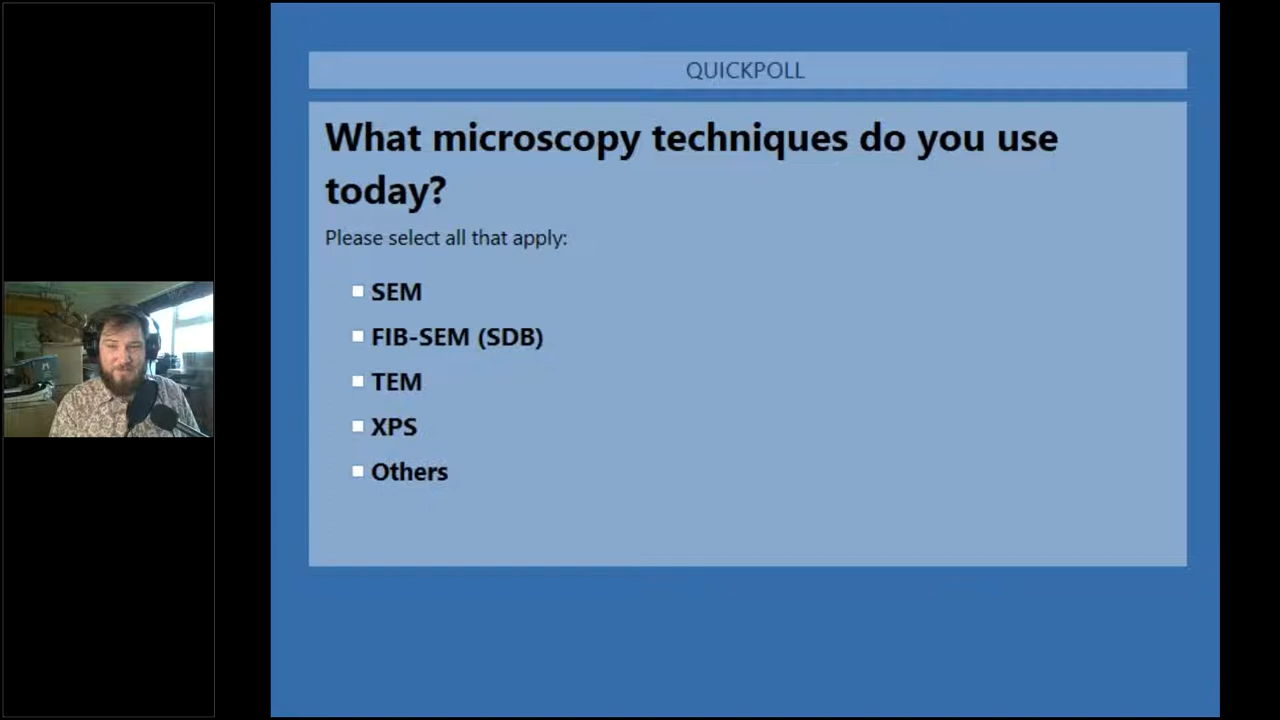 QUICKPOLL
What microscopy techniques do you use
today?
Please select all that apply:
SEM
FIB-SEM (SDB)
TEM
XPS
Others